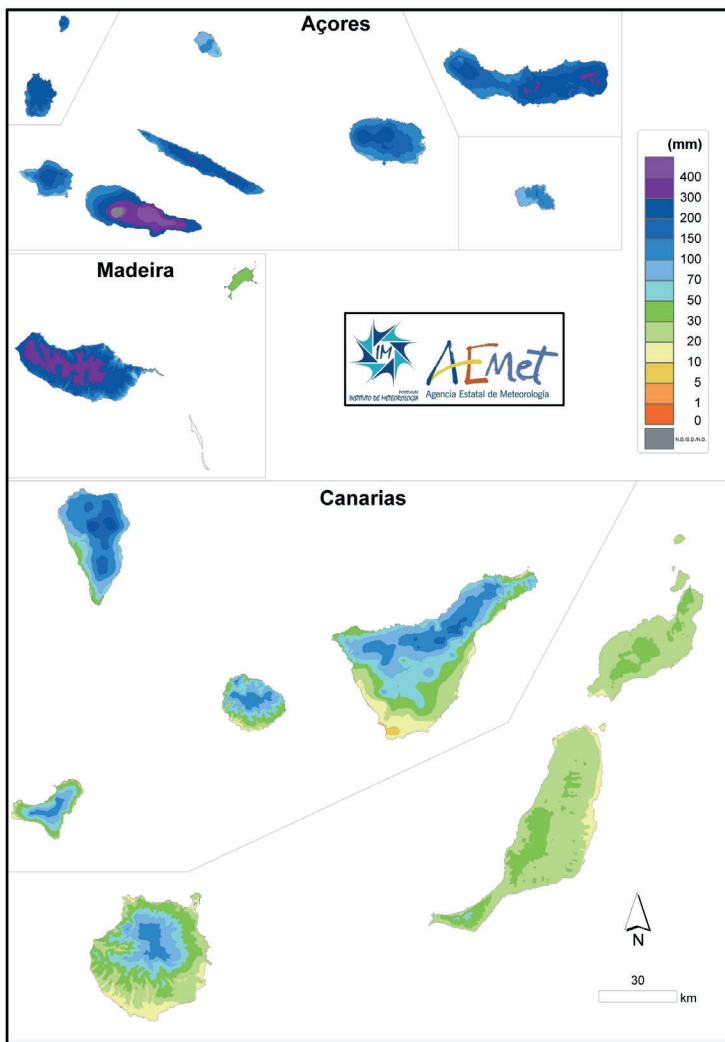 Açores
(mm)
400
300
200
150
100
70
50
30
20
10
5
1
0
N.D./S.D./N.D.
Madeira
IM
INSTITUTO DE METEOROLOGIA
AEMet
Agencia Estatal de Meteorología
Canarias
N
30
km